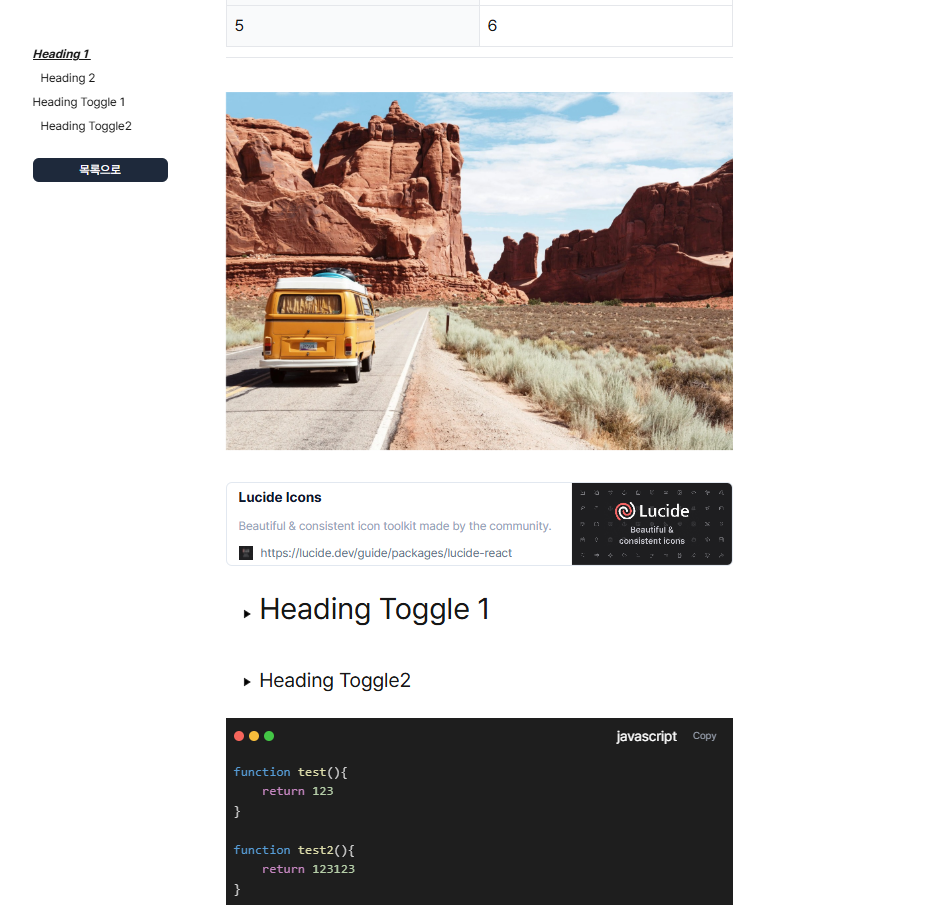 5 6
Heading 1
Heading 2
Heading Toggle 1
Heading Toggle2
목록으로
Lucide Icons
Beautiful & consistent icon toolkit made by the community.
https://lucide.dev/guide/packages/lucide-react
Lucide
Beautiful &
consistent icons
Heading Toggle 1
Heading Toggle2
javascript Copy
function test(){
    return 123
}
function test2(){
    return 123123
}